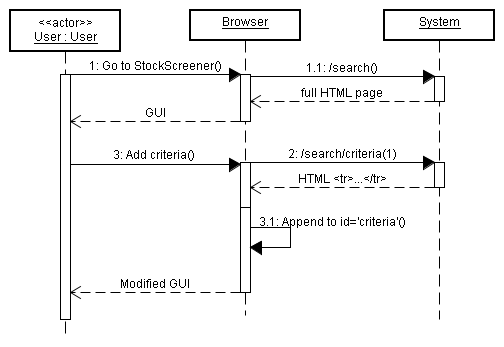 <<actor>>
User : User
Browser
System
1: Go to StockScreener()
1.1: /search()
full HTML page
GUI
3: Add criteria()
2: /search/criteria(1)
HTML <tr>...</tr>
3.1: Append to id='criteria'()
Modified GUI